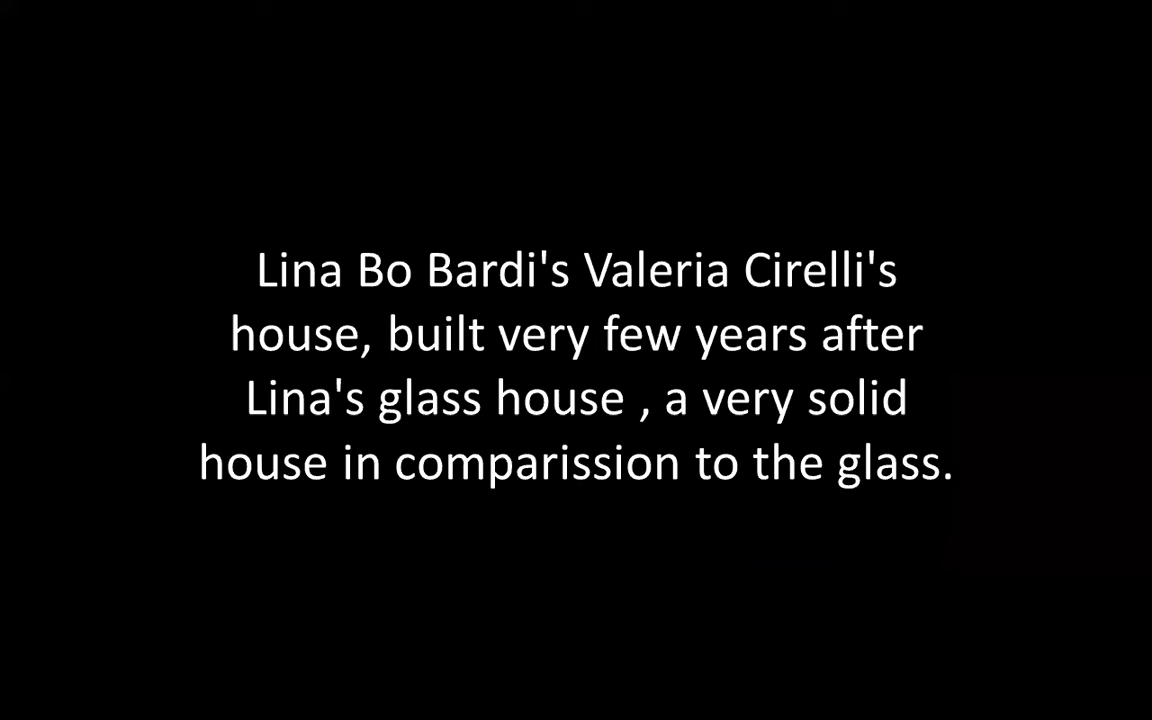 Lina Bo Bardi's Valeria Cirelli's
house, built very few years after
Lina's glass house , a very solid
house in comparission to the glass.